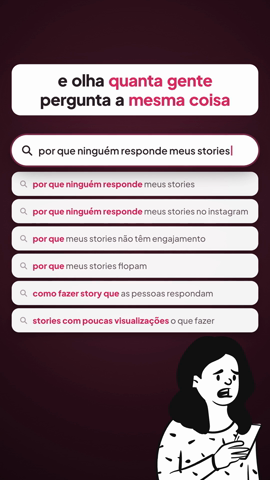 e olha quanta gente
pergunta a mesma coisa
por que ninguém responde meus stories
por que ninguém responde meus stories
por que ninguém responde meus stories no instagram
por que meus stories não têm engajamento
por que meus stories flopam
como fazer story que as pessoas respondam
stories com poucas visualizações o que fazer